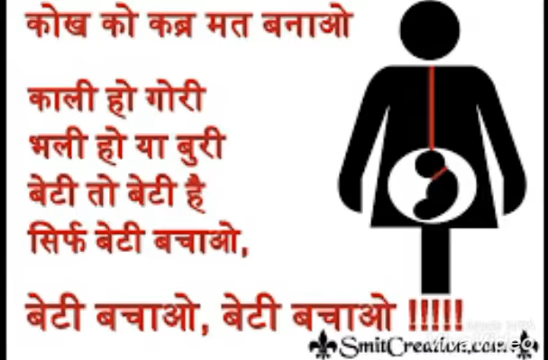 कोख को कब्र मत बनाओ
काली हो गोरी
भली हो या बुरी
बेटी तो बेटी है
सिर्फ बेटी बचाओ,
बेटी बचाओ, बेटी बचाओ !!!!!
SmitCreation.com